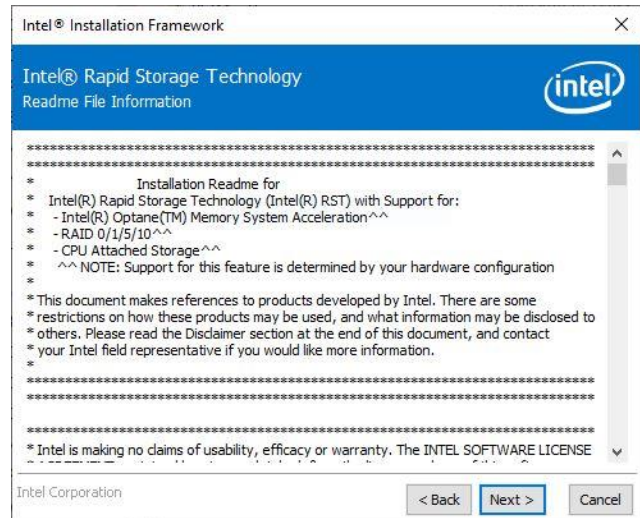 Intel® Installation Framework
Intel® Rapid Storage Technology
Readme File Information
intel
*******************************************************************************
*******************************************************************************
* Installation Readme for
* Intel(R) Rapid Storage Technology (Intel(R) RST) with Support for:
* - Intel(R) Optane(TM) Memory System Acceleration^^
* - RAID 0/1/5/10^^
* - CPU Attached Storage^^
* ^^ NOTE: Support for this feature is determined by your hardware configuration
*
* This document makes references to products developed by Intel. There are some
* restrictions on how these products may be used, and what information may be disclosed to
* others. Please read the Disclaimer section at the end of this document, and contact
* your Intel field representative if you would like more information.
*
*******************************************************************************
*******************************************************************************
*******************************************************************************
* Intel is making no claims of usability, efficacy or warranty. The INTEL SOFTWARE LICENSE
Intel Corporation
< Back
Next >
Cancel